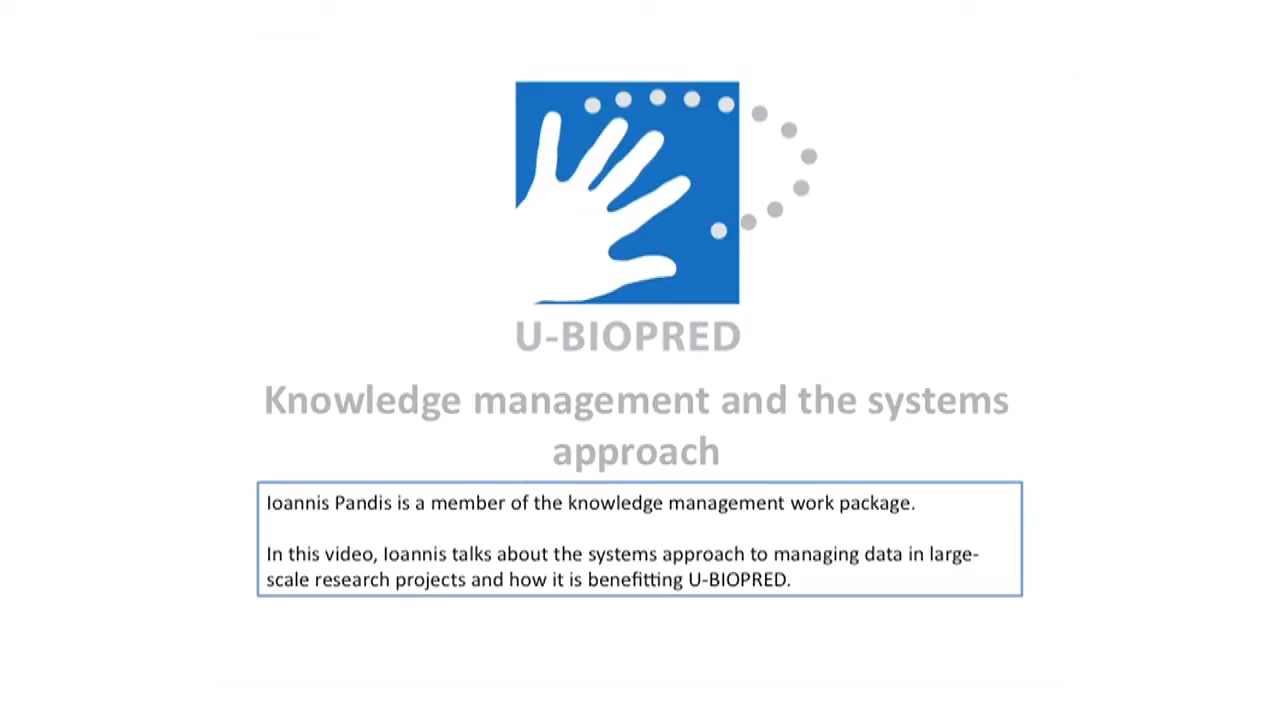 U-BIOPRED
Knowledge management and the systems
approach
Ioannis Pandis is a member of the knowledge management work package.
In this video, Ioannis talks about the systems approach to managing data in large-
scale research projects and how it is benefitting U-BIOPRED.